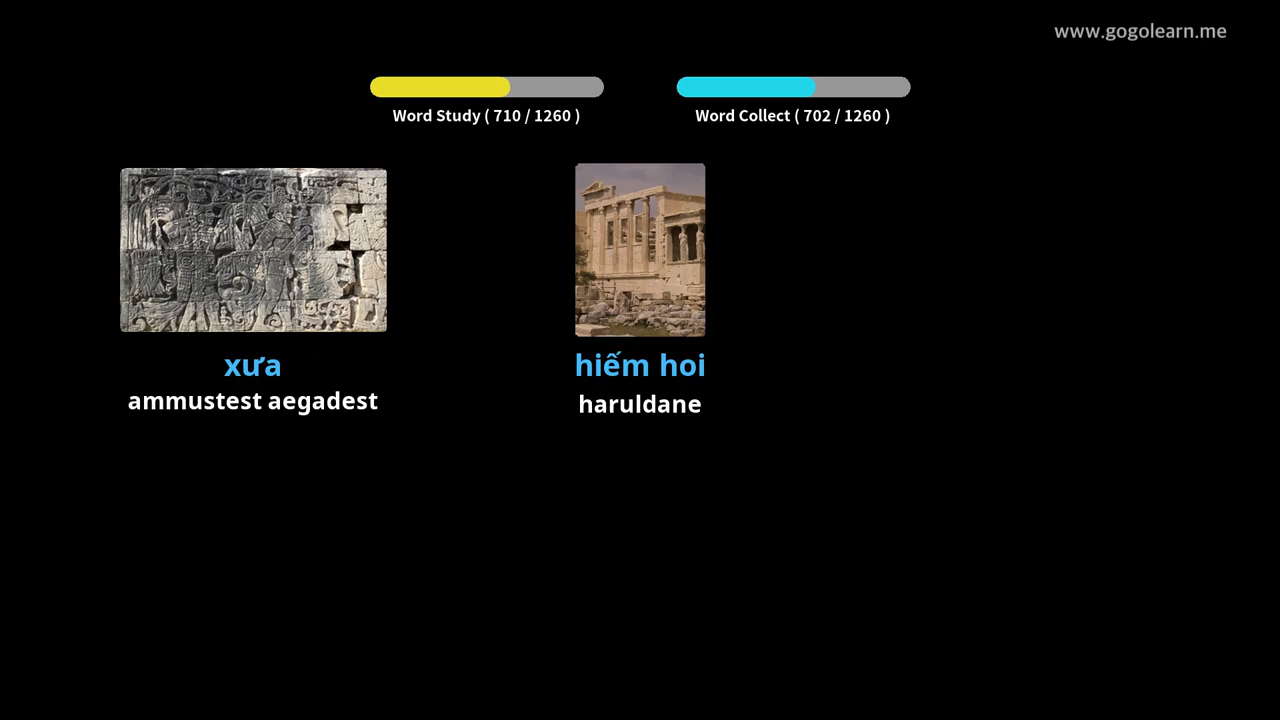 www.gogolearn.me
Word Study ( 710 / 1260 )
Word Collect ( 702 / 1260 )
xưa
ammustest aegadest
hiếm hoi
haruldane